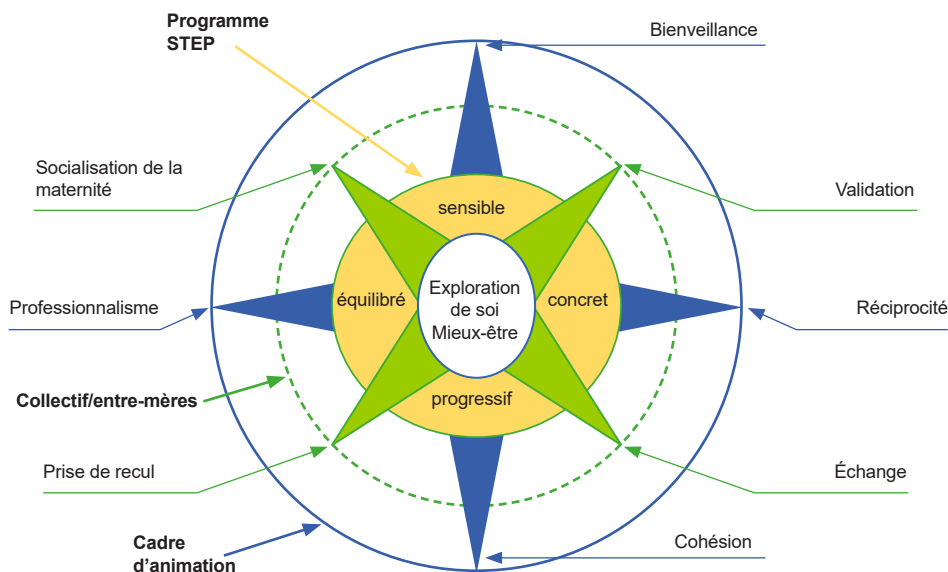 Programme
STEP
Bienveillance
Socialisation de la
maternité
Validation
sensible
Professionnalisme
équilibré
Exploration
de soi
Mieux-être
concret
Réciprocité
Collectif/entre-mères
progressif
Prise de recul
Échange
Cadre
d'animation
Cohésion